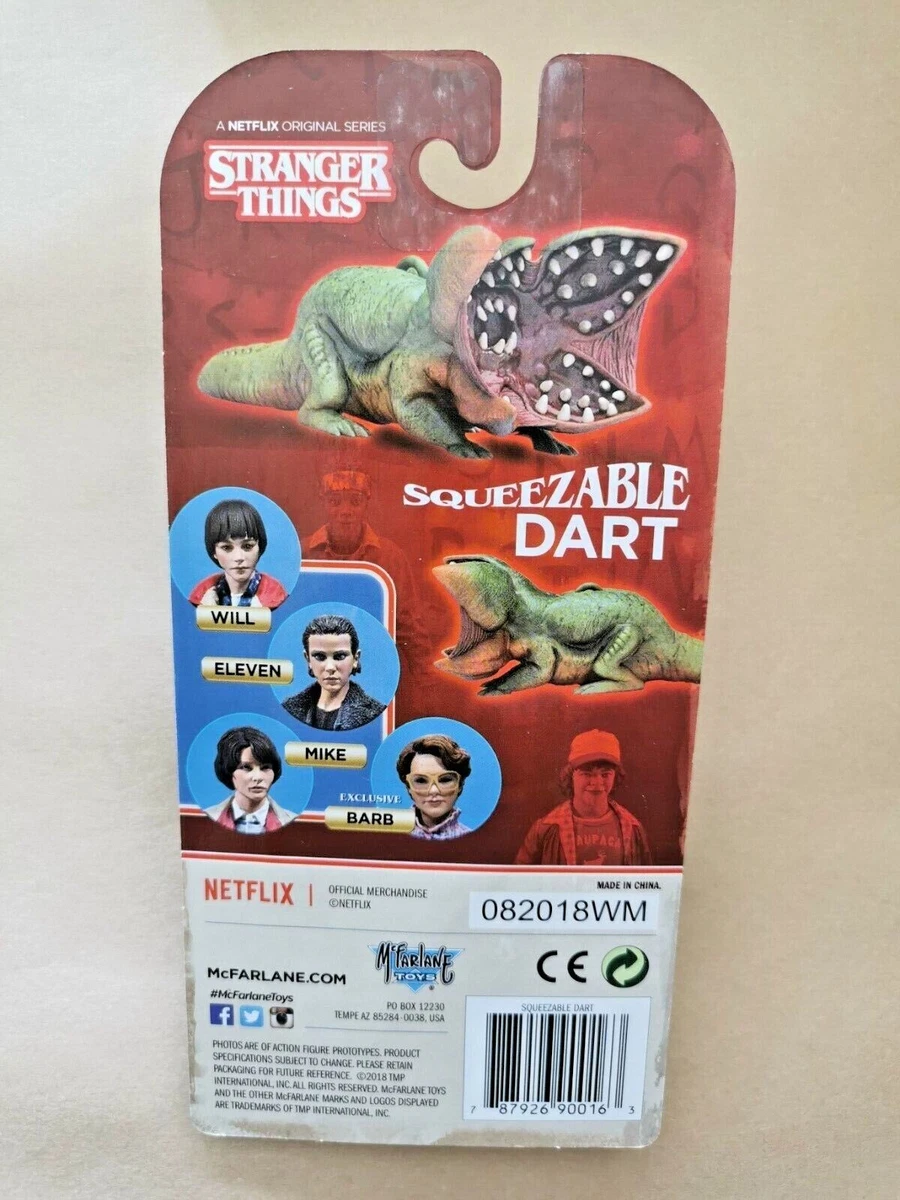 A NETFLIX ORIGINAL SERIES
STRANGER
THINGS
SQUEEZABLE
DART
WILL
ELEVEN
MIKE
EXCLUSIVE
BARB
NETFLIX | OFFICIAL MERCHANDISE
©NETFLIX
MADE IN CHINA.
082018WM
McFARLANE.COM
#McFarlaneToys
McFARLANE
TOYS
®
PO BOX 12230
TEMPE AZ 85284-0038, USA
CE
PHOTOS ARE OF ACTION FIGURE PROTOTYPES. PRODUCT
SPECIFICATIONS SUBJECT TO CHANGE. PLEASE RETAIN
PACKAGING FOR FUTURE REFERENCE. ©2018 TMP
INTERNATIONAL, INC. ALL RIGHTS RESERVED. McFARLANE TOYS
AND THE OTHER McFARLANE MARKS AND LOGOS DISPLAYED
ARE TRADEMARKS OF TMP INTERNATIONAL, INC.
SQUEEZABLE DART
7 87926 90016 3